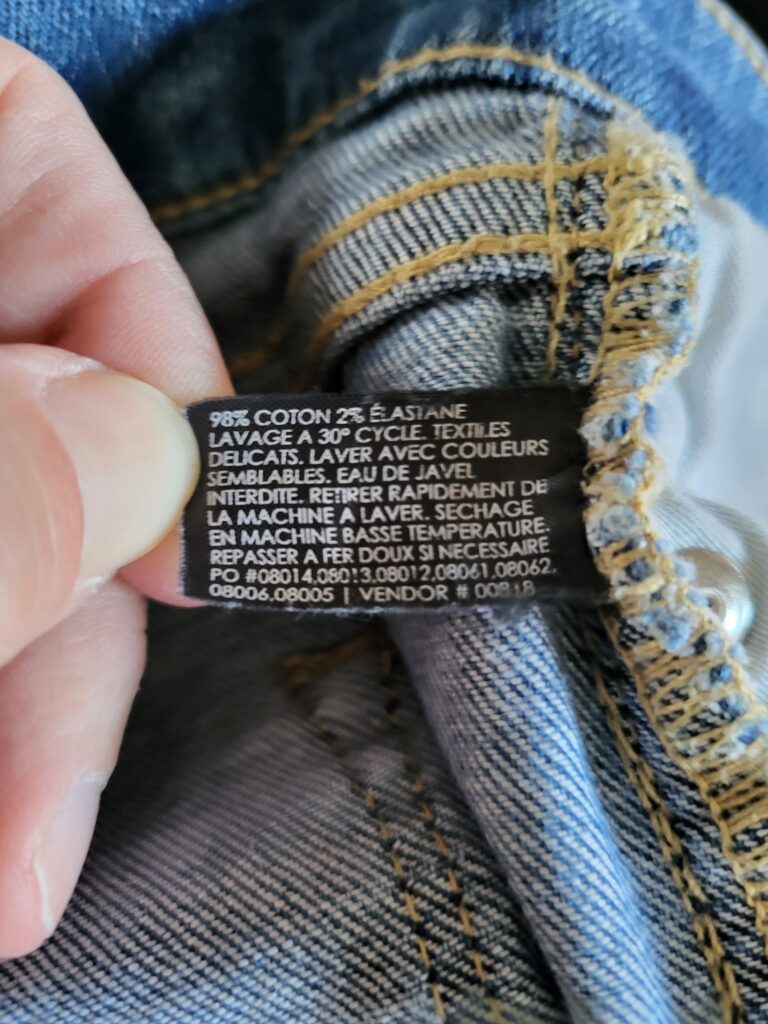 98% COTON 2% ÉLASTANE
LAVAGE A 30° CYCLE. TEXTILES
DELICATS. LAVER AVEC COULEURS
SEMBLABLES. EAU DE JAVEL
INTERDITE. RETIRER RAPIDEMENT DE
LA MACHINE A LAVER. SECHAGE
EN MACHINE BASSE TEMPERATURE.
REPASSER A FER DOUX SI NECESSAIRE
PO #08014,08013,08012,08061,08062,
08006,08005 | VENDOR #